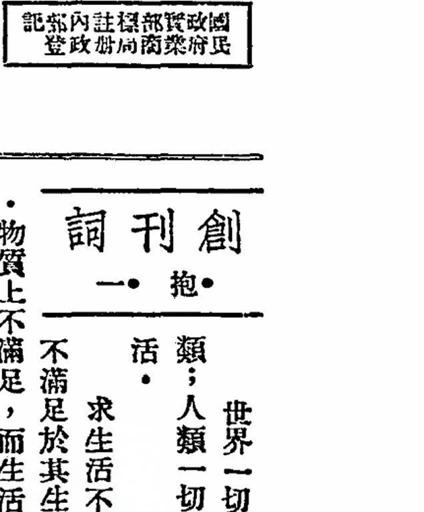 國民政府實業部商標局註册內政部登記
創刊詞
●抱●一
世界一切
類；人類一切
活．
求生活不
不滿足於其生
．物質上不滿足，而生活